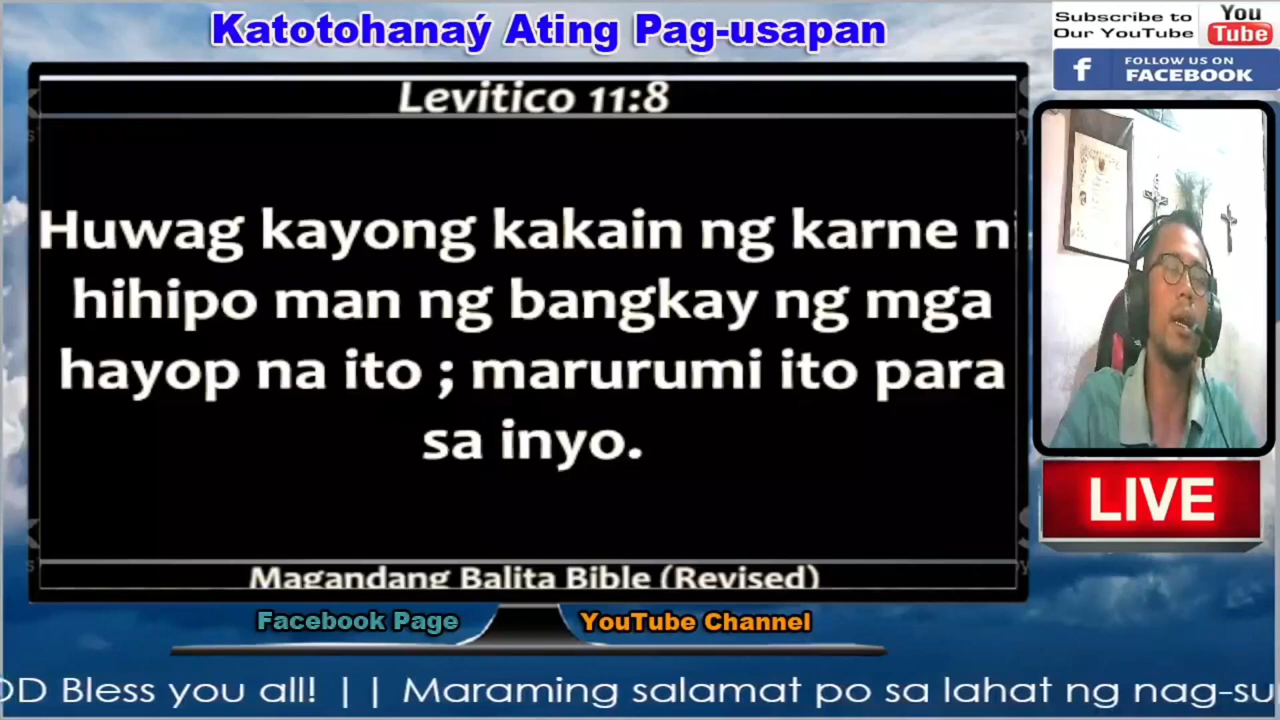 Katotohanaý Ating Pag-usapan
Subscribe to
Our YouTube
You
Tube
f
FOLLOW US ON
FACEBOOK
Levitico 11:8
Huwag kayong kakain ng karne ni
hihipo man ng bangkay ng mga
hayop na ito ; marurumi ito para
sa inyo.
Magandang Balita Bible (Revised)
LIVE
Facebook Page
YouTube Channel
Bless you all! || Maraming salamat po sa lahat ng